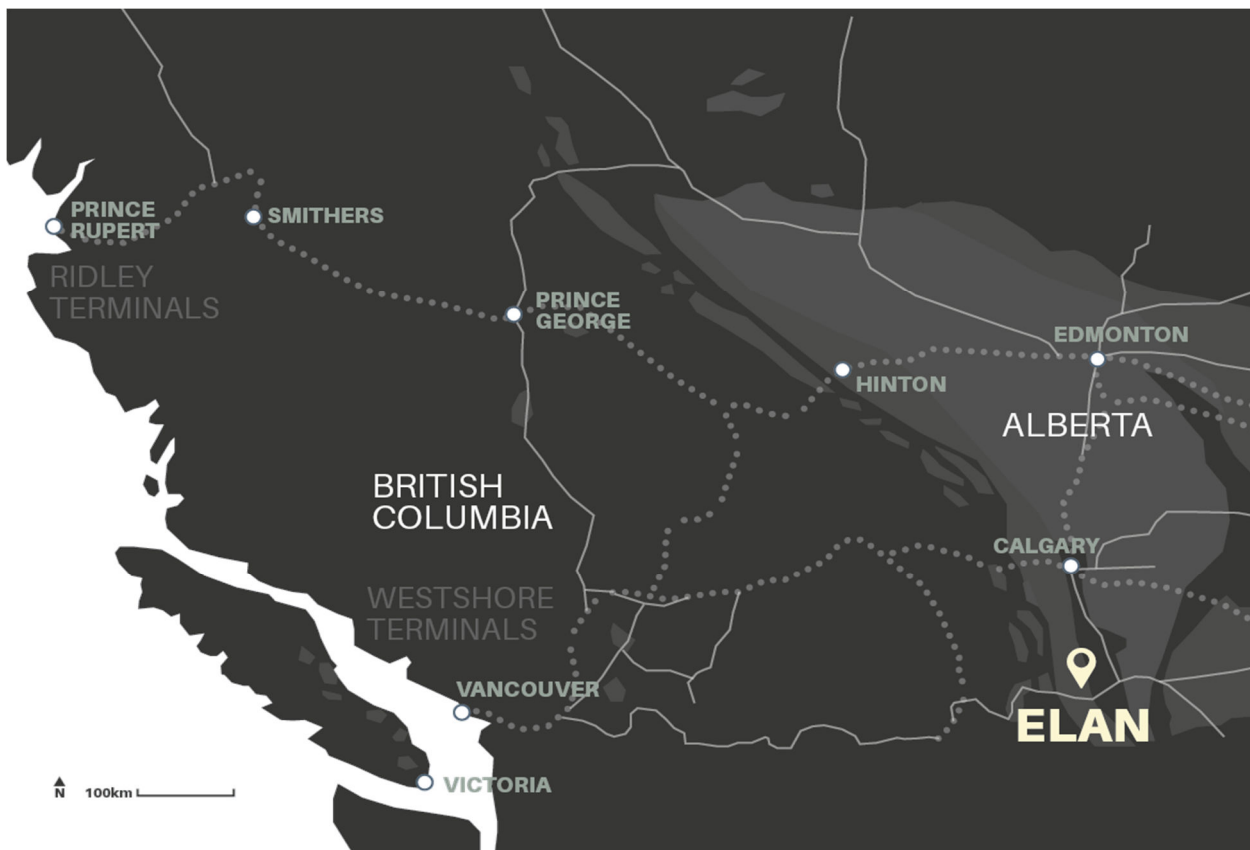 PRINCE
RUPERT
SMITHERS
RIDLEY
TERMINALS
PRINCE
GEORGE
EDMONTON
HINTON
ALBERTA
BRITISH
COLUMBIA
CALGARY
WESTSHORE
TERMINALS
VANCOUVER
ELAN
VICTORIA
N
100km